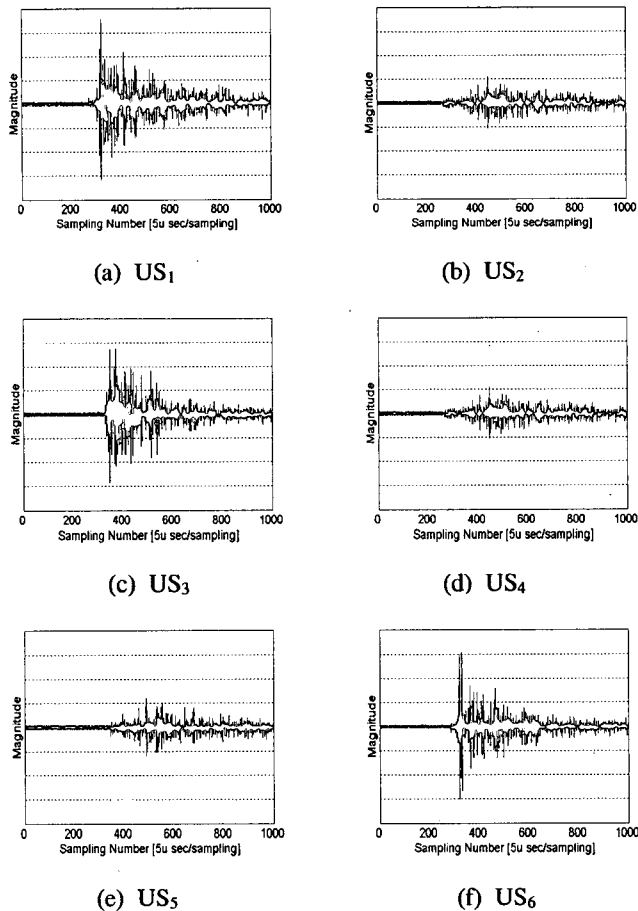 Magnitude
0 200 400 600 800 1000
Sampling Number [5u sec/sampling]
(a) US₁
Magnitude
0 200 400 600 800 1000
Sampling Number [5u sec/sampling]
(b) US₂
Magnitude
0 200 400 600 800 1000
Sampling Number [5u sec/sampling]
(c) US₃
Magnitude
0 200 400 600 800 1000
Sampling Number [5u sec/sampling]
(d) US₄
Magnitude
0 200 400 600 800 1000
Sampling Number [5u sec/sampling]
(e) US₅
Magnitude
0 200 400 600 800 1000
Sampling Number [5u sec/sampling]
(f) US₆